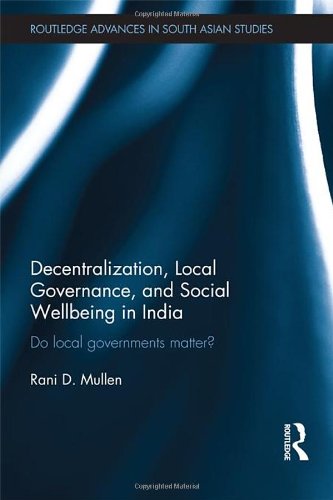 ROUTLEDGE ADVANCES IN SOUTH ASIAN STUDIES
Decentralization, Local
Governance, and Social
Wellbeing in India
Do local governments matter?
Rani D. Mullen
ROUTLEDGE